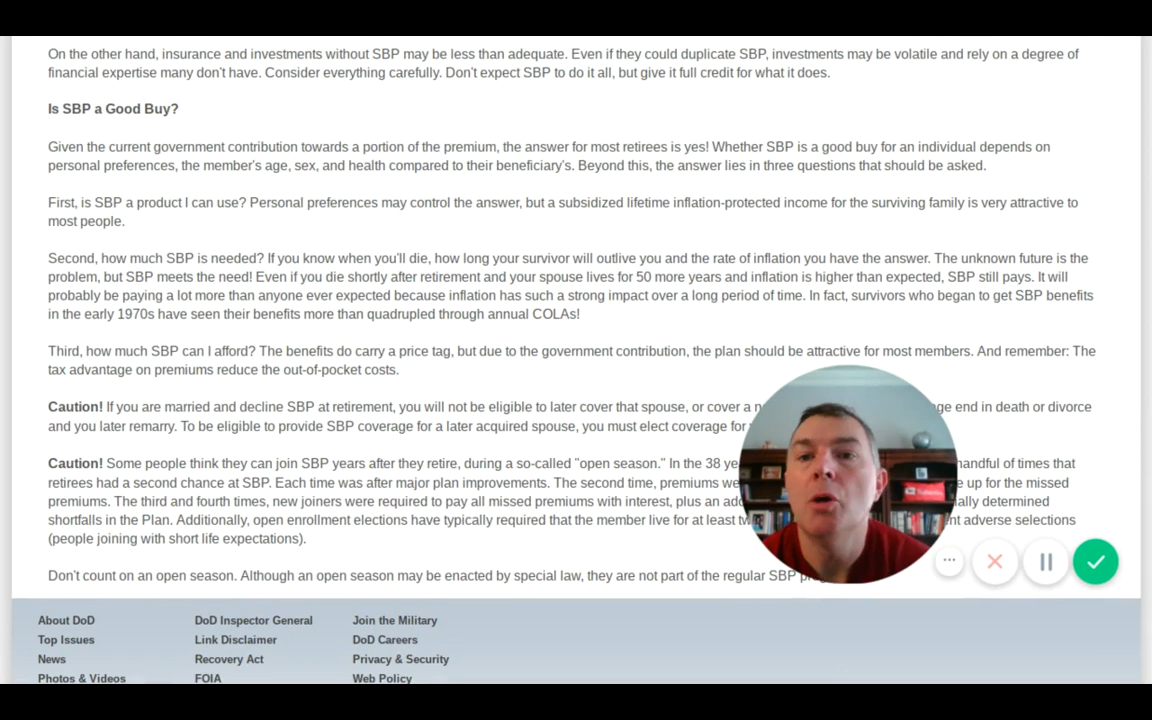 On the other hand, insurance and investments without SBP may be less than adequate. Even if they could duplicate SBP, investments may be volatile and rely on a degree of
financial expertise many don't have. Consider everything carefully. Don't expect SBP to do it all, but give it full credit for what it does.
Is SBP a Good Buy?
Given the current government contribution towards a portion of the premium, the answer for most retirees is yes! Whether SBP is a good buy for an individual depends on
personal preferences, the member's age, sex, and health compared to their beneficiary's. Beyond this, the answer lies in three questions that should be asked.
First, is SBP a product I can use? Personal preferences may control the answer, but a subsidized lifetime inflation-protected income for the surviving family is very attractive to
most people.
Second, how much SBP is needed? If you know when you'll die, how long your survivor will outlive you and the rate of inflation you have the answer. The unknown future is the
problem, but SBP meets the need! Even if you die shortly after retirement and your spouse lives for 50 more years and inflation is higher than expected, SBP still pays. It will
probably be paying a lot more than anyone ever expected because inflation has such a strong impact over a long period of time. In fact, survivors who began to get SBP benefits
in the early 1970s have seen their benefits more than quadrupled through annual COLAs!
Third, how much SBP can I afford? The benefits do carry a price tag, but due to the government contribution, the plan should be attractive for most members. And remember: The
tax advantage on premiums reduce the out-of-pocket costs.
Caution! If you are married and decline SBP at retirement, you will not be eligible to later cover that spouse, or cover a end in death or divorce
and you later remarry. To be eligible to provide SBP coverage for a later acquired spouse, you must elect coverage for
Caution! Some people think they can join SBP years after they retire, during a so-called "open season." In the 38 handful of times that
retirees had a second chance at SBP. Each time was after major plan improvements. The second time, premiums up for the missed
premiums. The third and fourth times, new joiners were required to pay all missed premiums with interest, plus an determined
shortfalls in the Plan. Additionally, open enrollment elections have typically required that the member live for at least adverse selections
(people joining with short life expectations).
Don't count on an open season. Although an open season may be enacted by special law, they are not part of the regular SBP
About DoD DoD Inspector General Join the Military
Top Issues Link Disclaimer DoD Careers
News Recovery Act Privacy & Security
Photos & Videos FOIA Web Policy